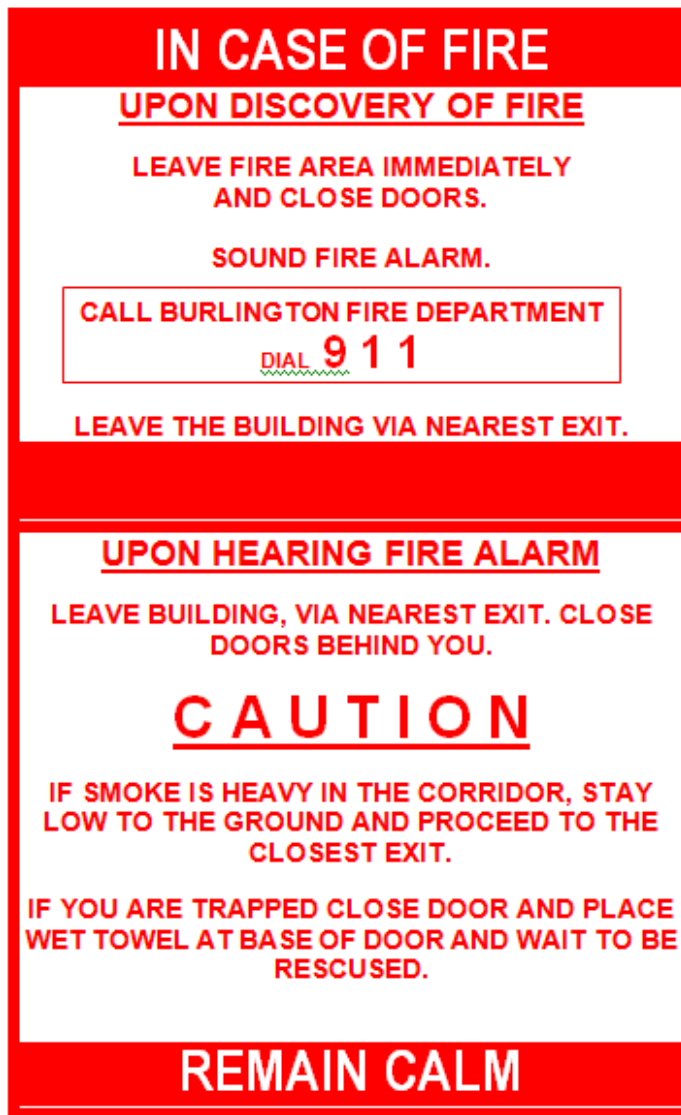 IN CASE OF FIRE
UPON DISCOVERY OF FIRE
LEAVE FIRE AREA IMMEDIATELY
AND CLOSE DOORS.
SOUND FIRE ALARM.
CALL BURLINGTON FIRE DEPARTMENT
DIAL 9 1 1
LEAVE THE BUILDING VIA NEAREST EXIT.
UPON HEARING FIRE ALARM
LEAVE BUILDING, VIA NEAREST EXIT. CLOSE
DOORS BEHIND YOU.
C A U T I O N
IF SMOKE IS HEAVY IN THE CORRIDOR, STAY
LOW TO THE GROUND AND PROCEED TO THE
CLOSEST EXIT.
IF YOU ARE TRAPPED CLOSE DOOR AND PLACE
WET TOWEL AT BASE OF DOOR AND WAIT TO BE
RESCUSED.
REMAIN CALM